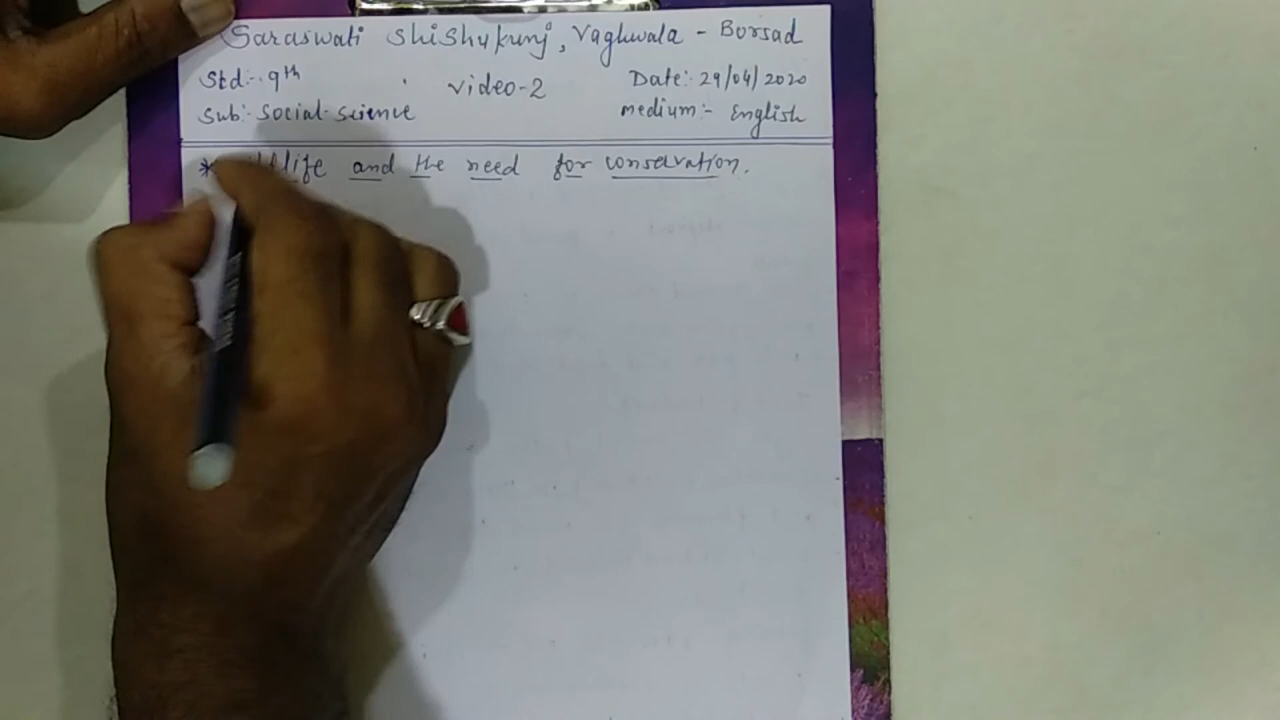 Saraswati Shishukunj, Vaghwala - Borsad
Std:- 9th
video-2
Date:- 29/04/2020
Sub:- Social-science
medium:- English
* life and the need for conservation.